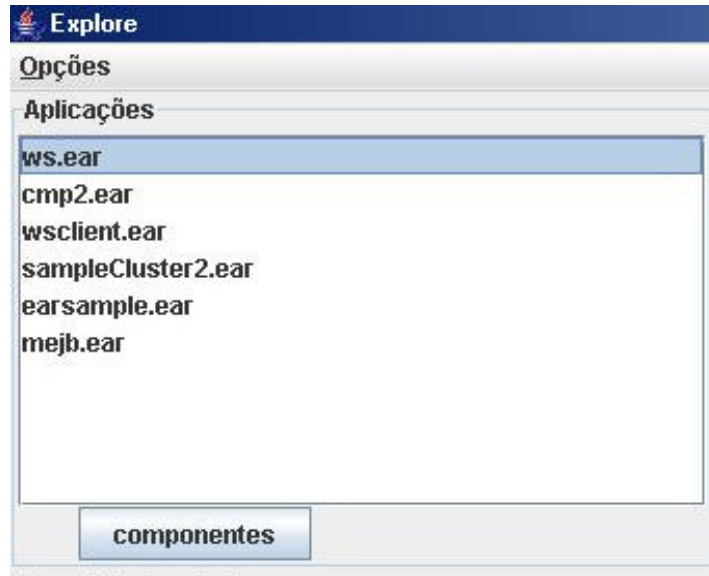 Explore
Opções
Aplicações
ws.ear
cmp2.ear
wsclient.ear
sampleCluster2.ear
earsample.ear
mejb.ear
componentes